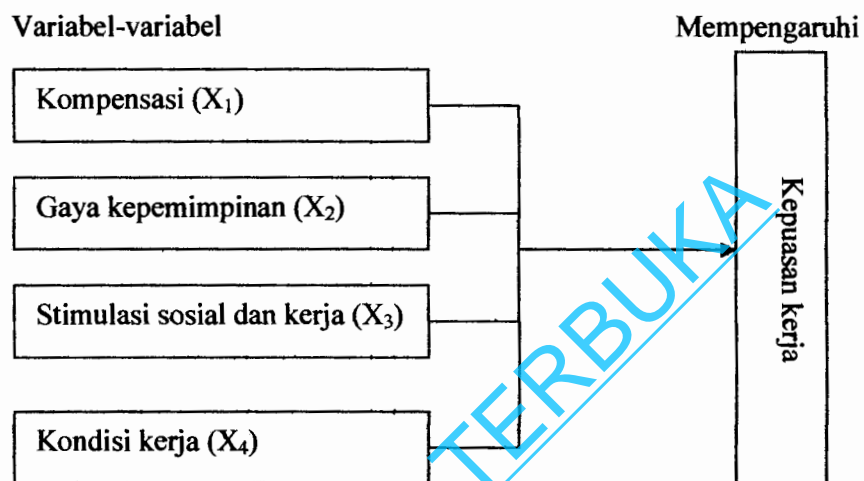 Variabel-variabel
Mempengaruhi
Kompensasi (X₁)
Gaya kepemimpinan (X₂)
Stimulasi sosial dan kerja (X₃)
Kondisi kerja (X₄)
Kepuasan kerja
TERBUKA